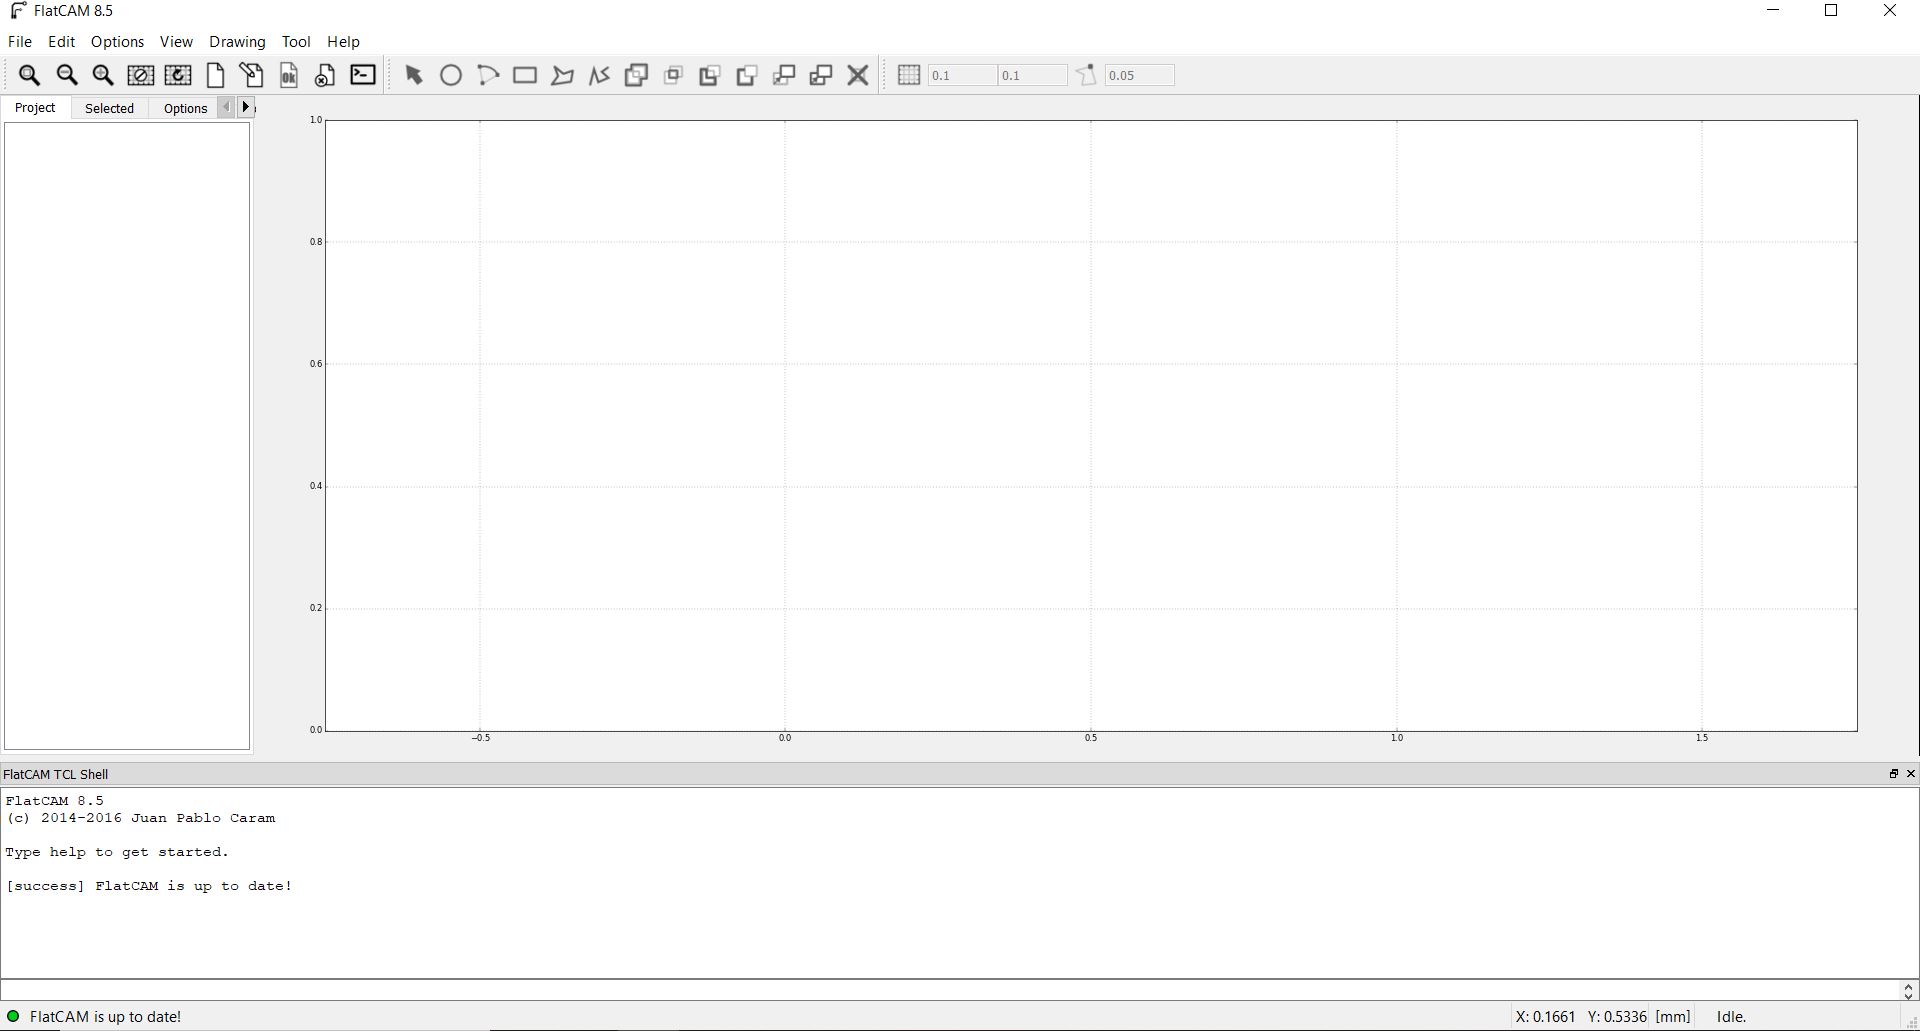 FlatCAM 8.5
File Edit Options View Drawing Tool Help
Ok 0.1 0.1 0.05
Project Selected Options
1.0
0.8
0.6
0.4
0.2
0.0
−0.5 0.0 0.5 1.0 1.5
FlatCAM TCL Shell
FlatCAM 8.5
(c) 2014-2016 Juan Pablo Caram
Type help to get started.
[success] FlatCAM is up to date!
FlatCAM is up to date! X: 0.1661 Y: 0.5336 [mm] Idle.